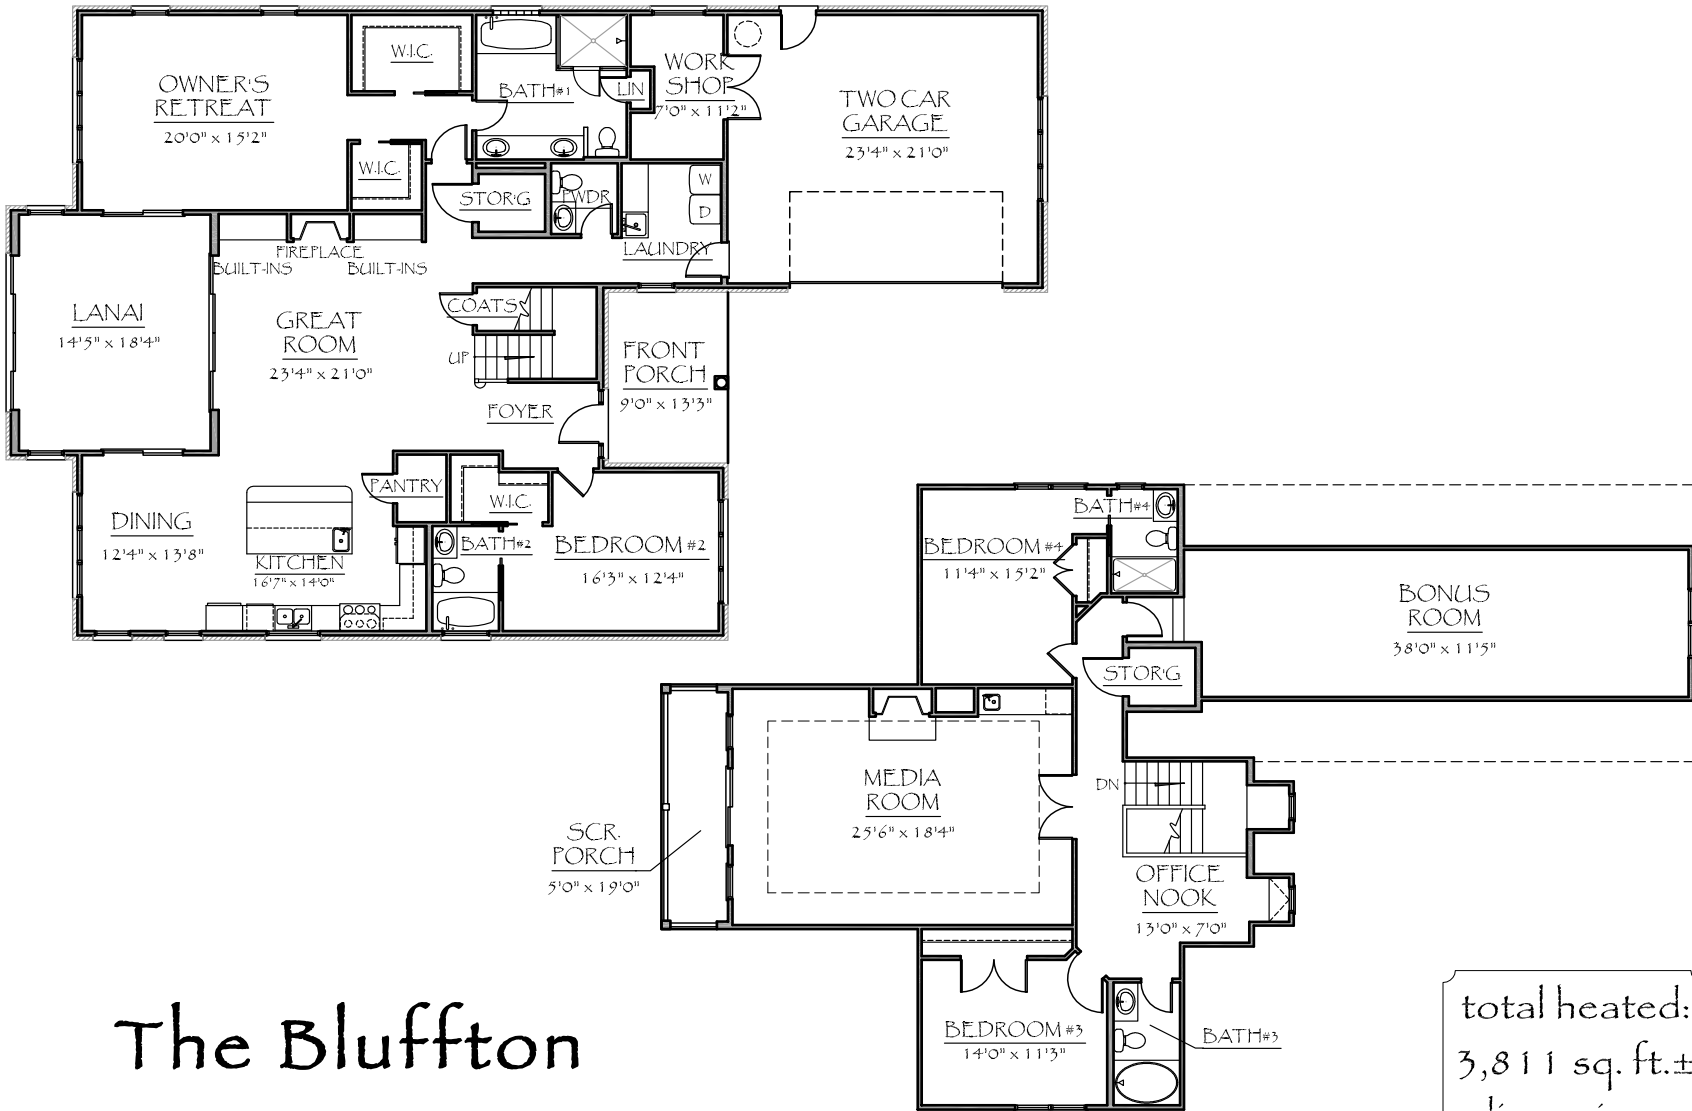 OWNER'S
RETREAT
20'0" x 15'2"
W.I.C.
W.I.C.
BATH#1
LIN
WORK
SHOP
7'0" x 11'2"
TWO CAR
GARAGE
23'4" x 21'0"
STOR'G
PWDR
W
D
LAUNDRY
FIREPLACE
BUILT-INS
BUILT-INS
LANAI
14'5" x 18'4"
GREAT
ROOM
23'4" x 21'0"
COATS
UP
FOYER
FRONT
PORCH
9'0" x 13'3"
PANTRY
W.I.C.
DINING
12'4" x 13'8"
KITCHEN
16'7" x 14'0"
BATH#2
BEDROOM #2
16'3" x 12'4"
BATH#4
BEDROOM #4
11'4" x 15'2"
BONUS
ROOM
38'0" x 11'5"
STOR'G
MEDIA
ROOM
25'6" x 18'4"
DN
SCR.
PORCH
5'0" x 19'0"
OFFICE
NOOK
13'0" x 7'0"
BEDROOM #3
14'0" x 11'3"
BATH#3
The Bluffton
total heated:
3,811 sq. ft.±